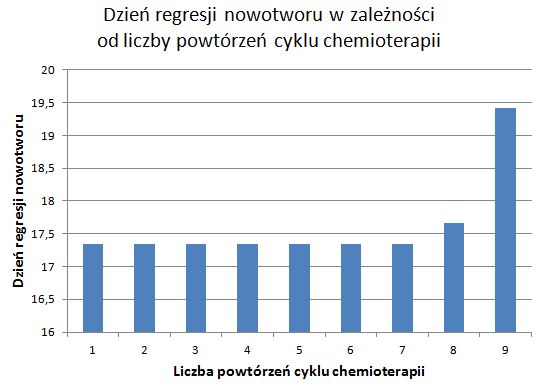 Dzień regresji nowotworu w zależności
od liczby powtórzeń cyklu chemioterapii
Dzień regresji nowotworu
20
19,5
19
18,5
18
17,5
17
16,5
16
1 2 3 4 5 6 7 8 9
Liczba powtórzeń cyklu chemioterapii